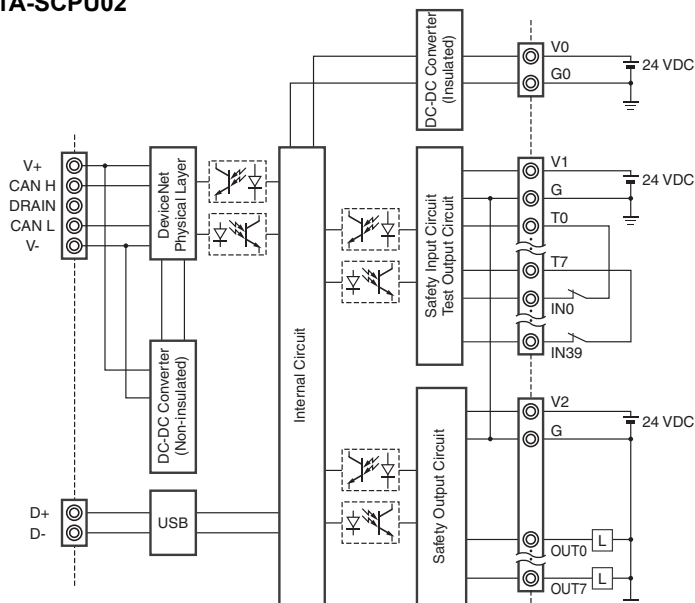 TA-SCPU02
DC-DC Converter
(Insulated)
V0
G0
24 VDC
V+
CAN H
DRAIN
CAN L
V-
DeviceNet
Physical Layer
DC-DC Converter
(Non-insulated)
D+
D-
USB
Internal Circuit
Safety Input Circuit
Test Output Circuit
V1
G
T0
T7
IN0
IN39
24 VDC
Safety Output Circuit
V2
G
24 VDC
OUT0
L
OUT7
L